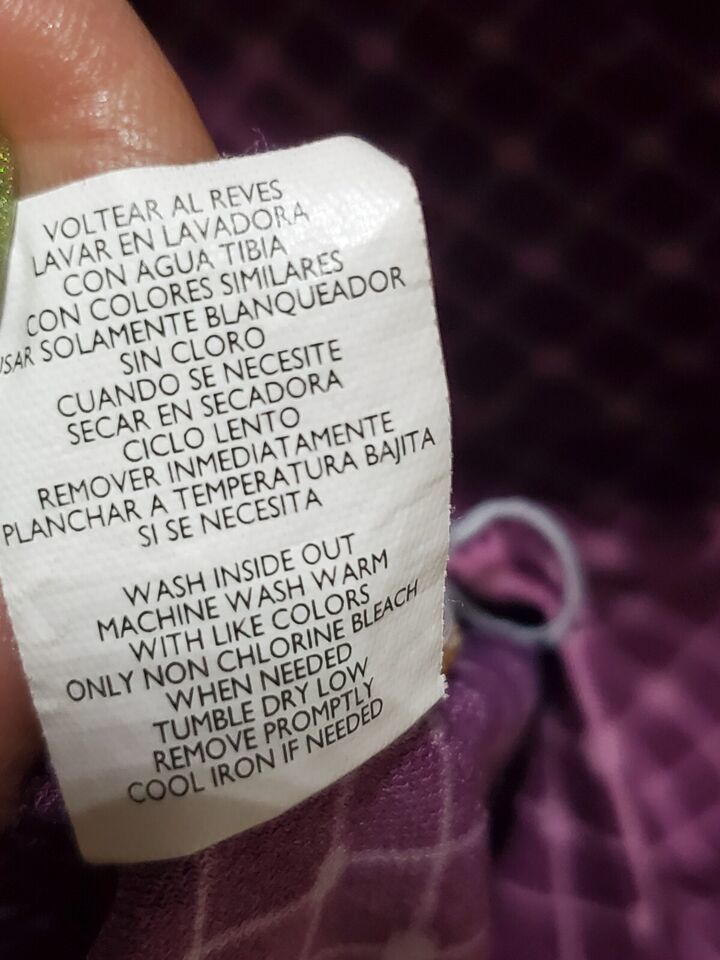 VOLTEAR AL REVES
LAVAR EN LAVADORA
CON AGUA TIBIA
CON COLORES SIMILARES
USAR SOLAMENTE BLANQUEADOR
SIN CLORO
CUANDO SE NECESITE
SECAR EN SECADORA
CICLO LENTO
REMOVER INMEDIATAMENTE
PLANCHAR A TEMPERATURA BAJITA
SI SE NECESITA
WASH INSIDE OUT
MACHINE WASH WARM
WITH LIKE COLORS
ONLY NON CHLORINE BLEACH
WHEN NEEDED
TUMBLE DRY LOW
REMOVE PROMPTLY
COOL IRON IF NEEDED